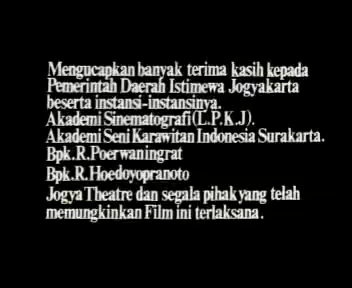 Mengucapkan banyak terima kasih kepada
Pemerintah Daerah Istimewa Jogyakarta
beserta instansi-instansinya.
Akademi Sinematografi(L.P.K.J).
Akademi Seni Karawitan Indonesia Surakarta.
Bpk.R.Poerwaningrat
Bpk.R.Hoedoyopranoto
Jogya Theatre dan segala pihak yang telah
memungkinkan Film ini terlaksana.